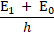 E₁ + E₀
h